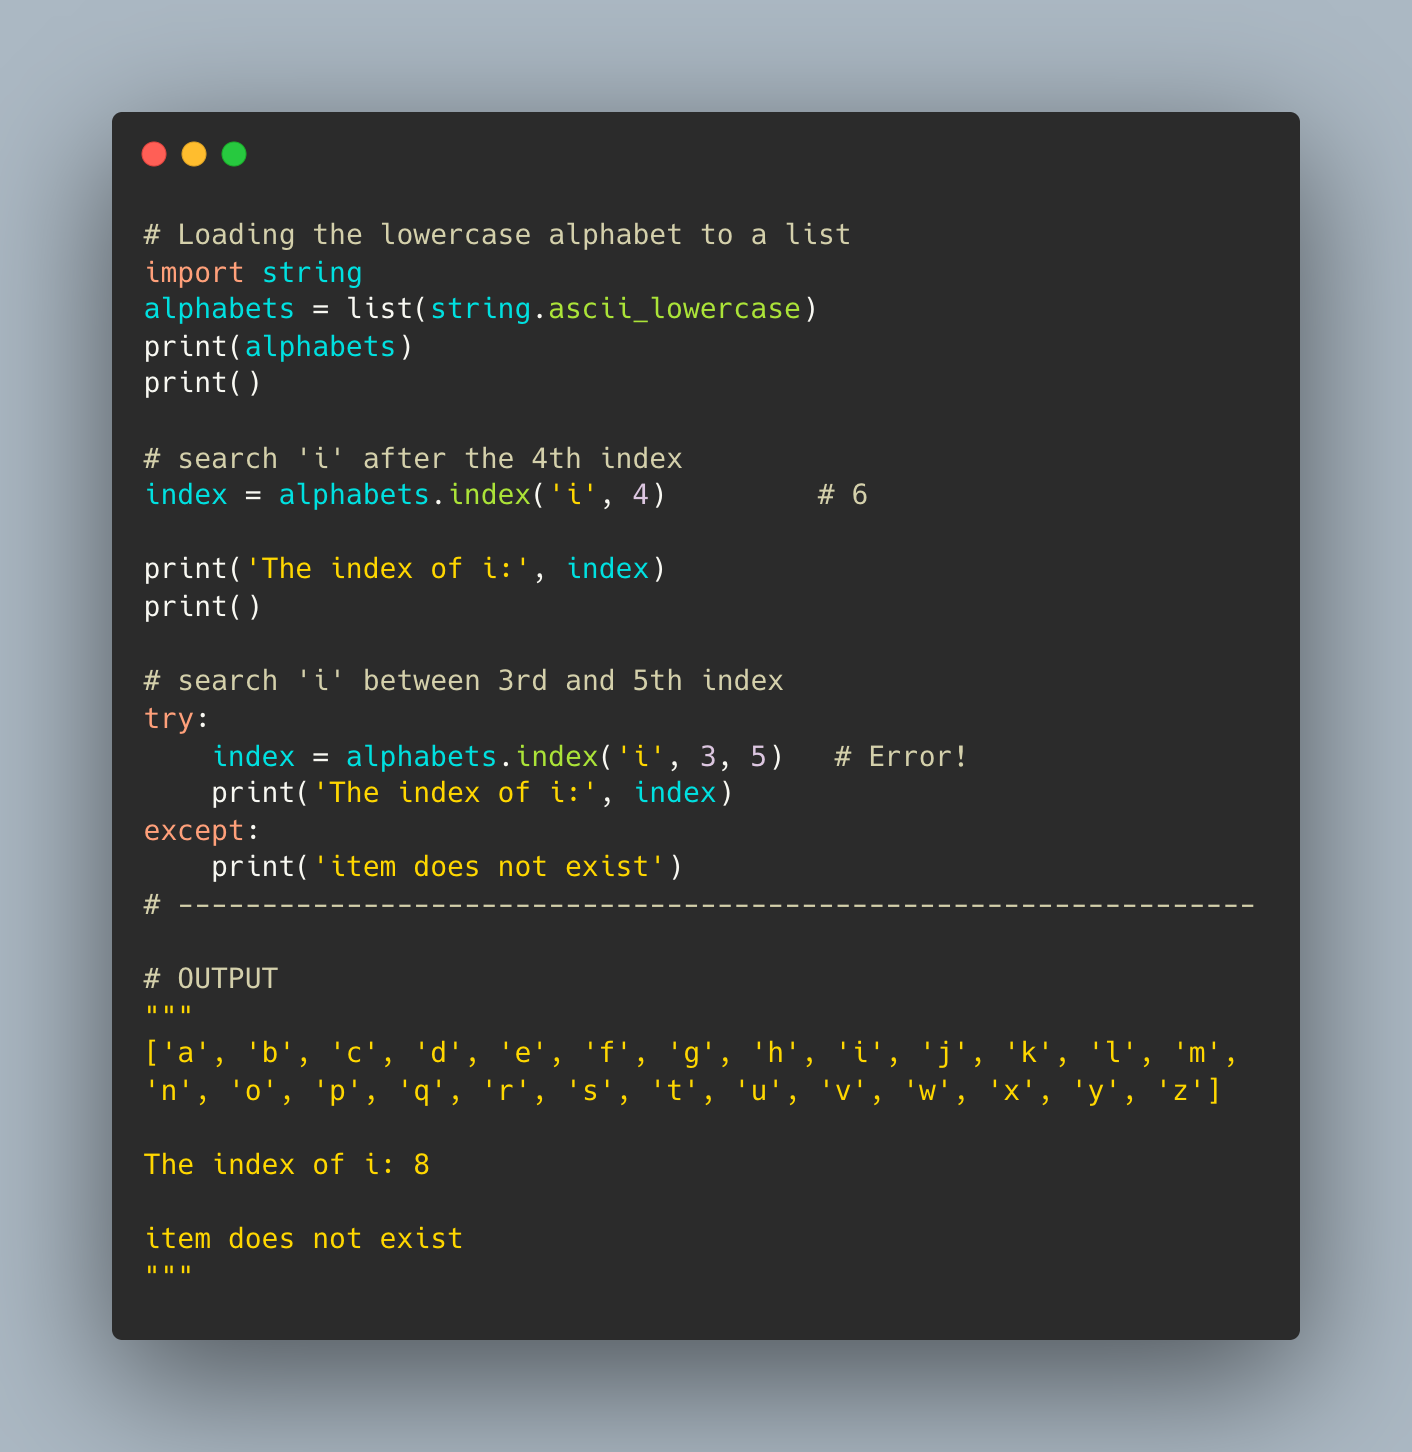 # Loading the lowercase alphabet to a list
import string
alphabets = list(string.ascii_lowercase)
print(alphabets)
print()

# search 'i' after the 4th index
index = alphabets.index('i', 4)         # 6

print('The index of i:', index)
print()

# search 'i' between 3rd and 5th index
try:
    index = alphabets.index('i', 3, 5)   # Error!
    print('The index of i:', index)
except:
    print('item does not exist')
# ----------------------------------------------------------------

# OUTPUT
"""
['a', 'b', 'c', 'd', 'e', 'f', 'g', 'h', 'i', 'j', 'k', 'l', 'm',
'n', 'o', 'p', 'q', 'r', 's', 't', 'u', 'v', 'w', 'x', 'y', 'z']

The index of i: 8

item does not exist
"""